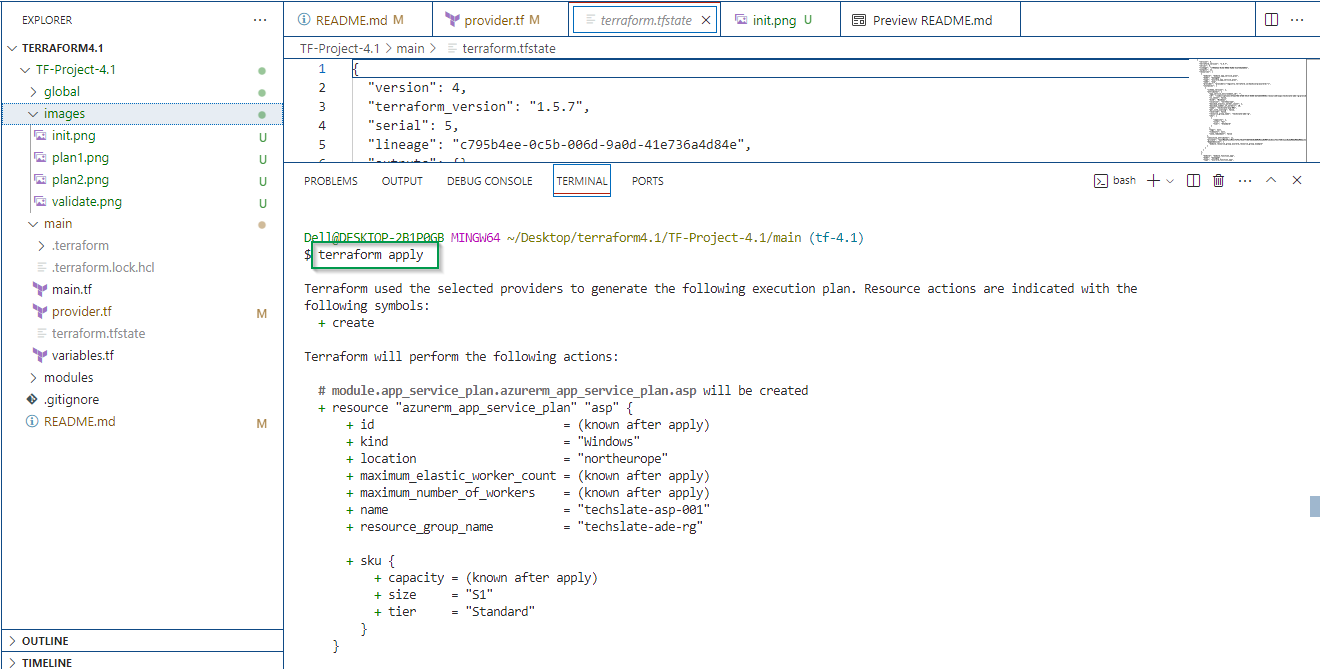 EXPLORER
TERRAFORM4.1
TF-Project-4.1
global
images
init.png U
plan1.png U
plan2.png U
validate.png U
main
.terraform
.terraform.lock.hcl
main.tf
provider.tf M
terraform.tfstate
variables.tf
modules
.gitignore
README.md M
OUTLINE
TIMELINE
README.md M provider.tf M terraform.tfstate init.png U Preview README.md
TF-Project-4.1 > main > terraform.tfstate
1 {
2 "version": 4,
3 "terraform_version": "1.5.7",
4 "serial": 5,
5 "lineage": "c795b4ee-0c5b-006d-9a0d-41e736a4d84e",
PROBLEMS OUTPUT DEBUG CONSOLE TERMINAL PORTS bash
Dell@DESKTOP-2B1P0GB MINGW64 ~/Desktop/terraform4.1/TF-Project-4.1/main (tf-4.1)
$ terraform apply
Terraform used the selected providers to generate the following execution plan. Resource actions are indicated with the
following symbols:
+ create
Terraform will perform the following actions:
# module.app_service_plan.azurerm_app_service_plan.asp will be created
+ resource "azurerm_app_service_plan" "asp" {
+ id = (known after apply)
+ kind = "Windows"
+ location = "northeurope"
+ maximum_elastic_worker_count = (known after apply)
+ maximum_number_of_workers = (known after apply)
+ name = "techslate-asp-001"
+ resource_group_name = "techslate-ade-rg"
+ sku {
+ capacity = (known after apply)
+ size = "S1"
+ tier = "Standard"
}
}